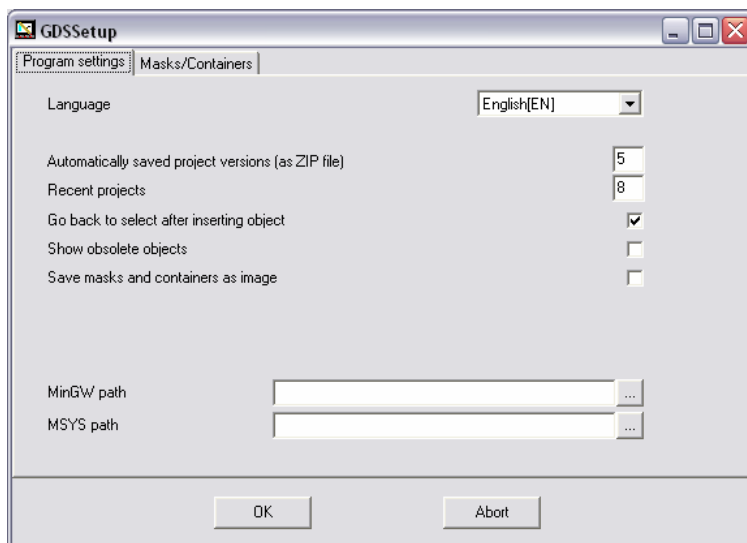 GDSSetup
Program settings Masks/Containers
Language English[EN]
Automatically saved project versions (as ZIP file) 5
Recent projects 8
Go back to select after inserting object
Show obsolete objects
Save masks and containers as image
MinGW path ...
MSYS path ...
OK Abort